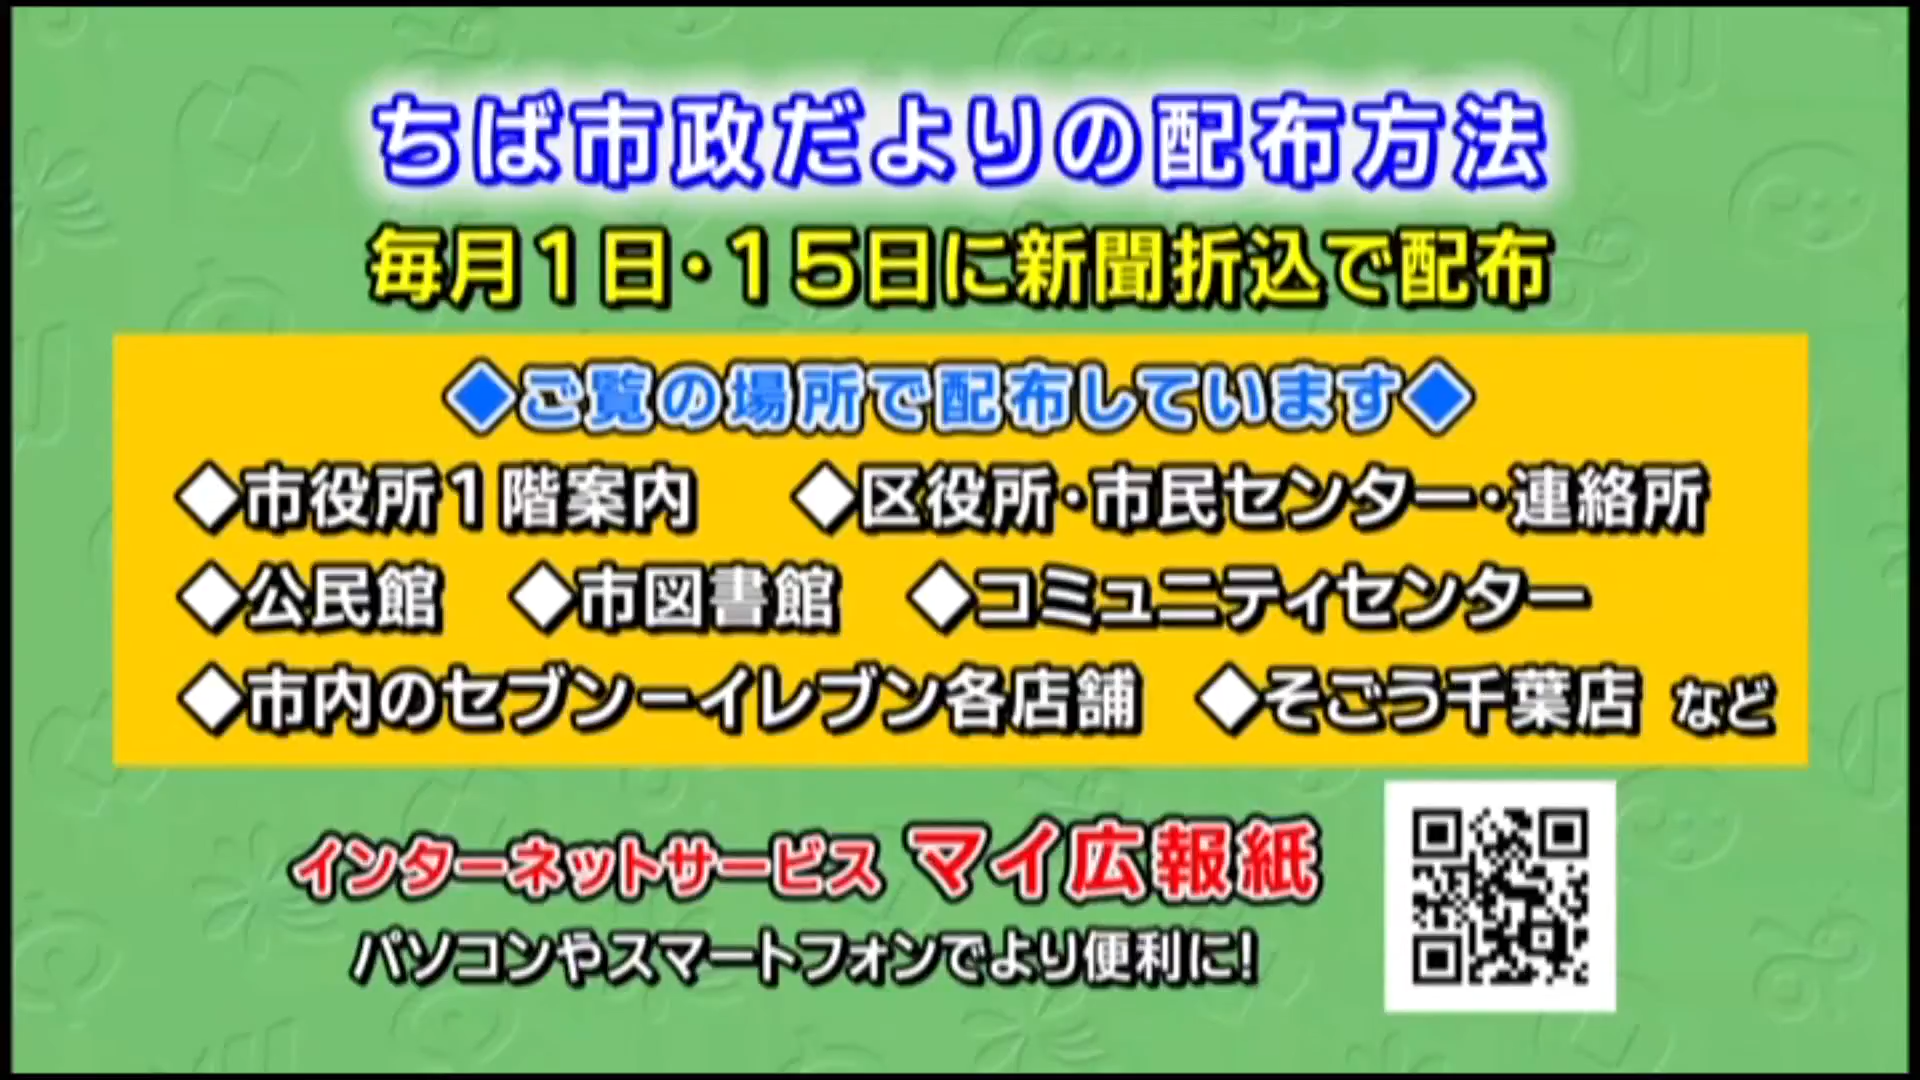 ちば市政だよりの配布方法
毎月1日・15日に新聞折込で配布
◆ご覧の場所で配布しています◆
◆市役所1階案内 ◆区役所・市民センター・連絡所
◆公民館 ◆市図書館 ◆コミュニティセンター
◆市内のセブンーイレブン各店舗 ◆そごう千葉店 など
インターネットサービス マイ広報紙
パソコンやスマートフォンでより便利に!